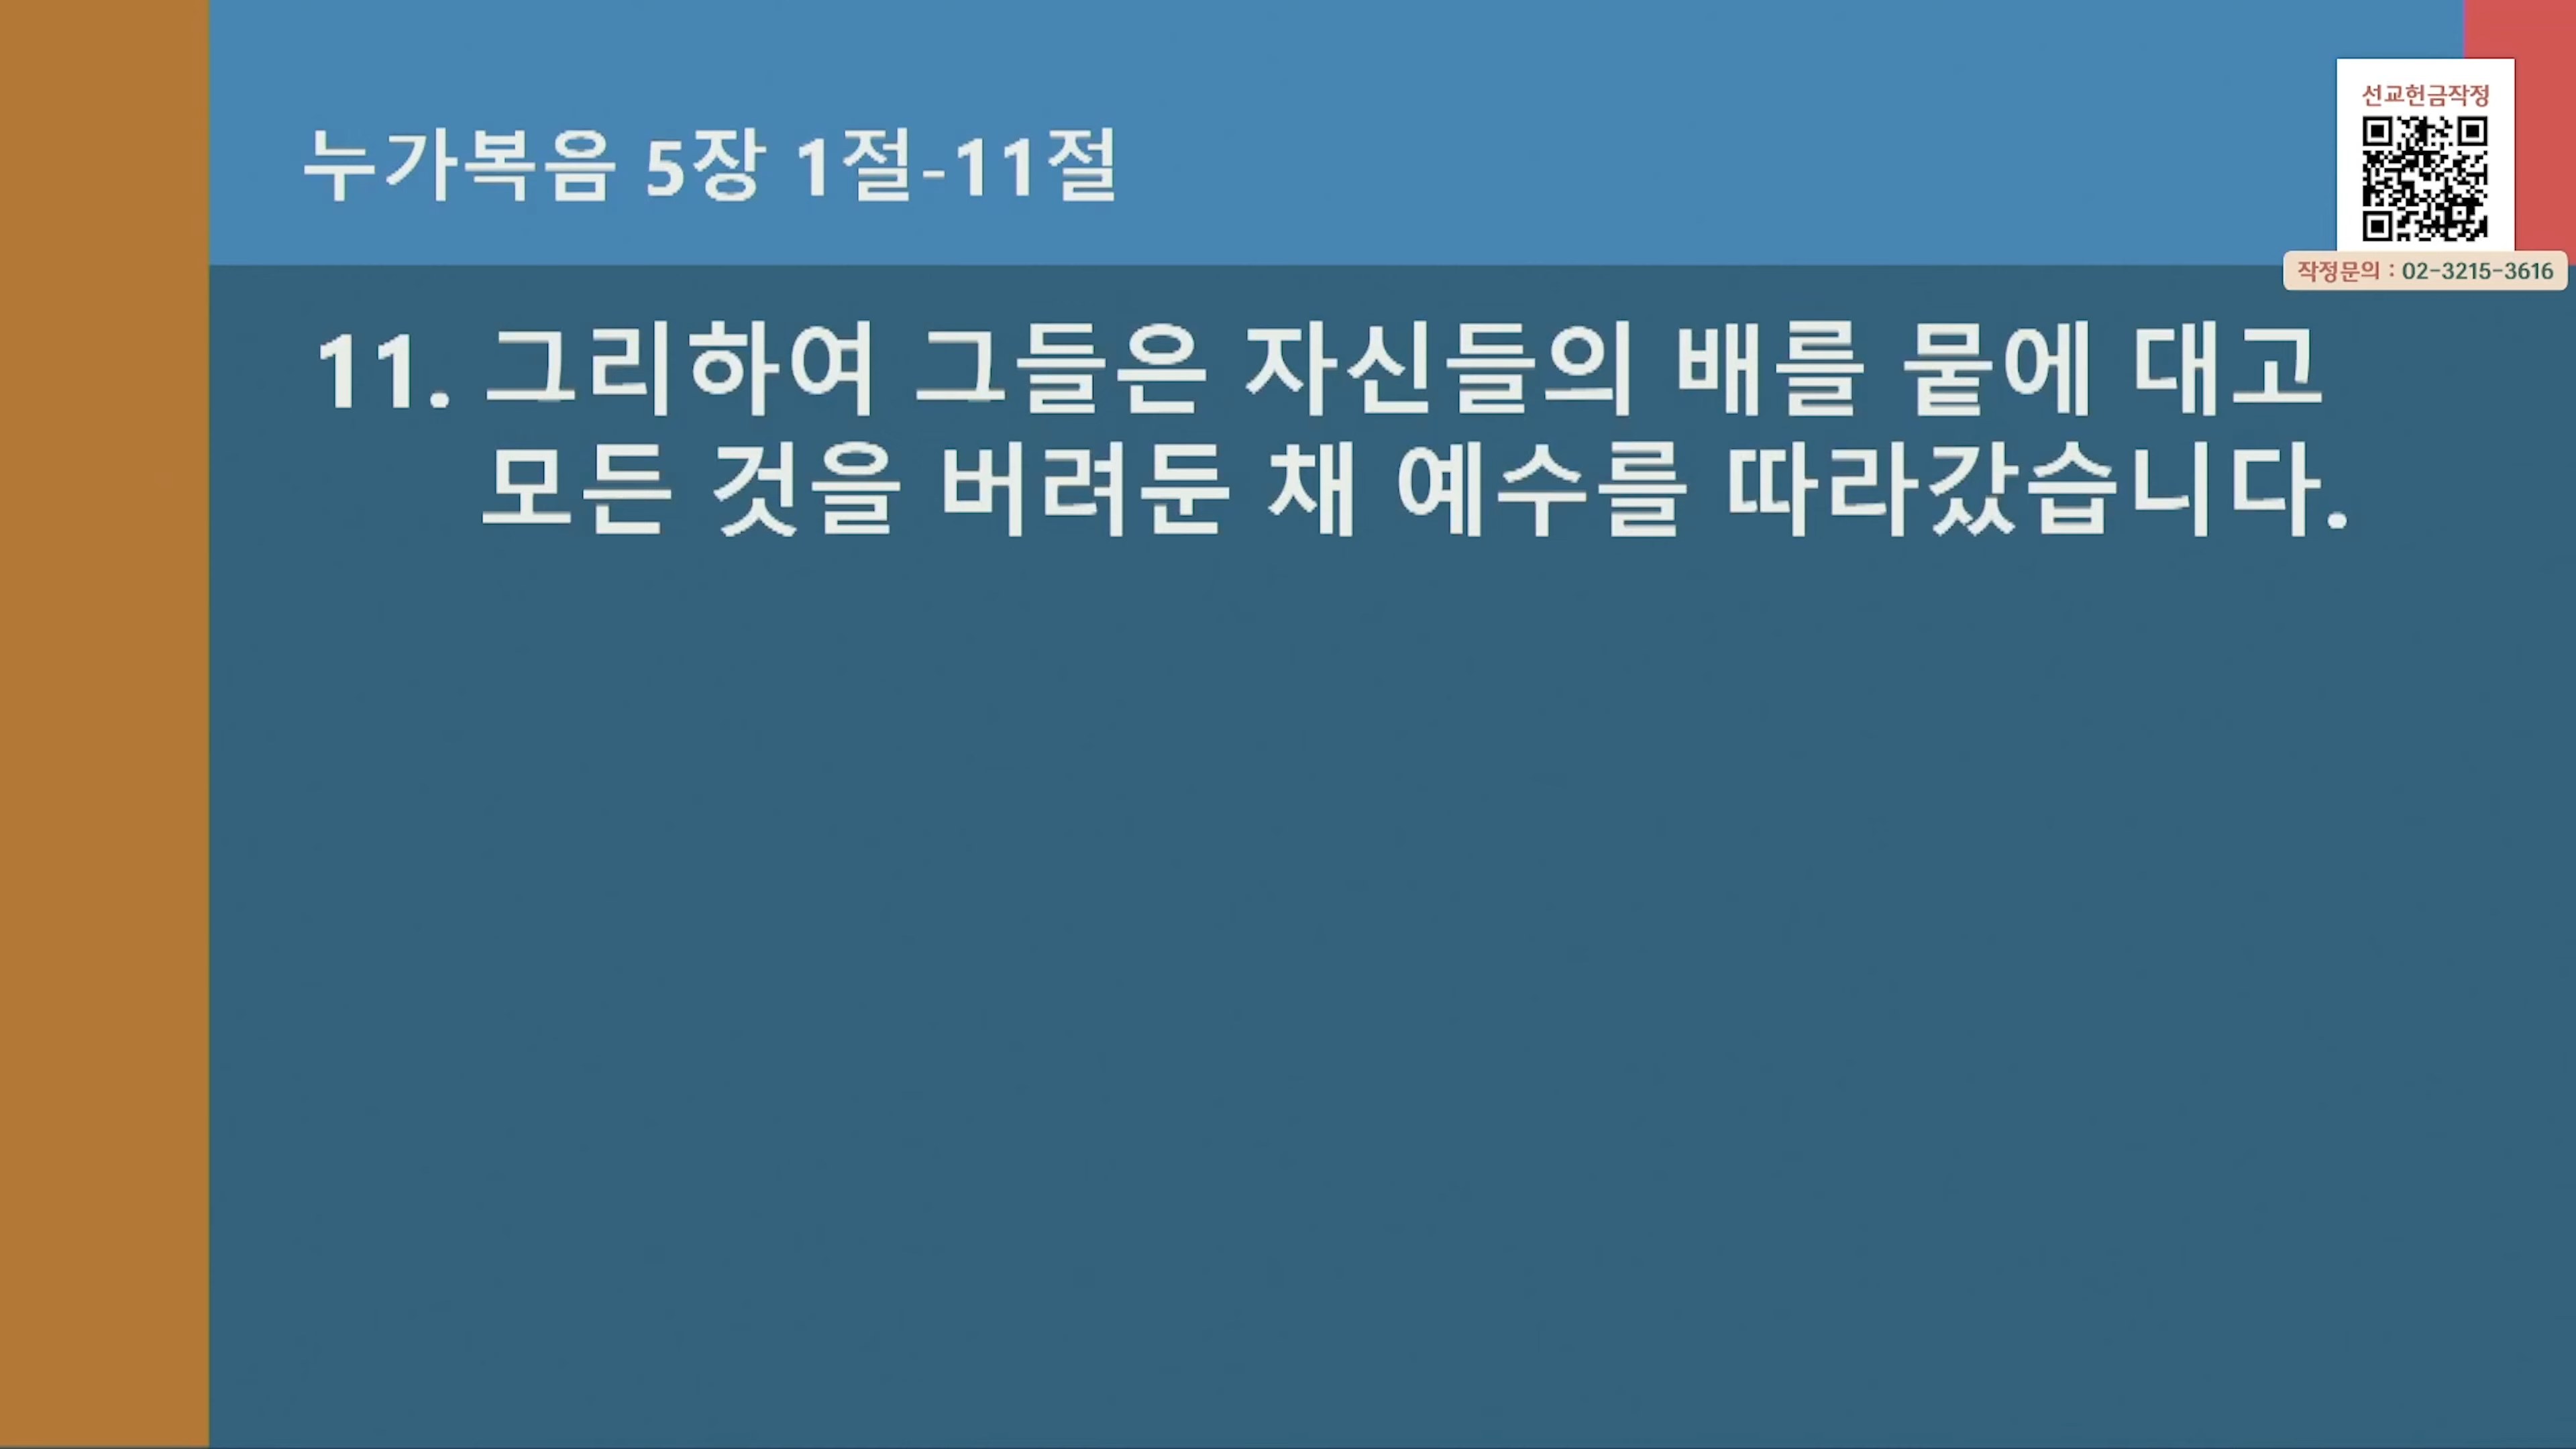 누가복음 5장 1절-11절
선교헌금작정
작정문의 : 02-3215-3616
11. 그리하여 그들은 자신들의 배를 뭍에 대고
모든 것을 버려둔 채 예수를 따라갔습니다.